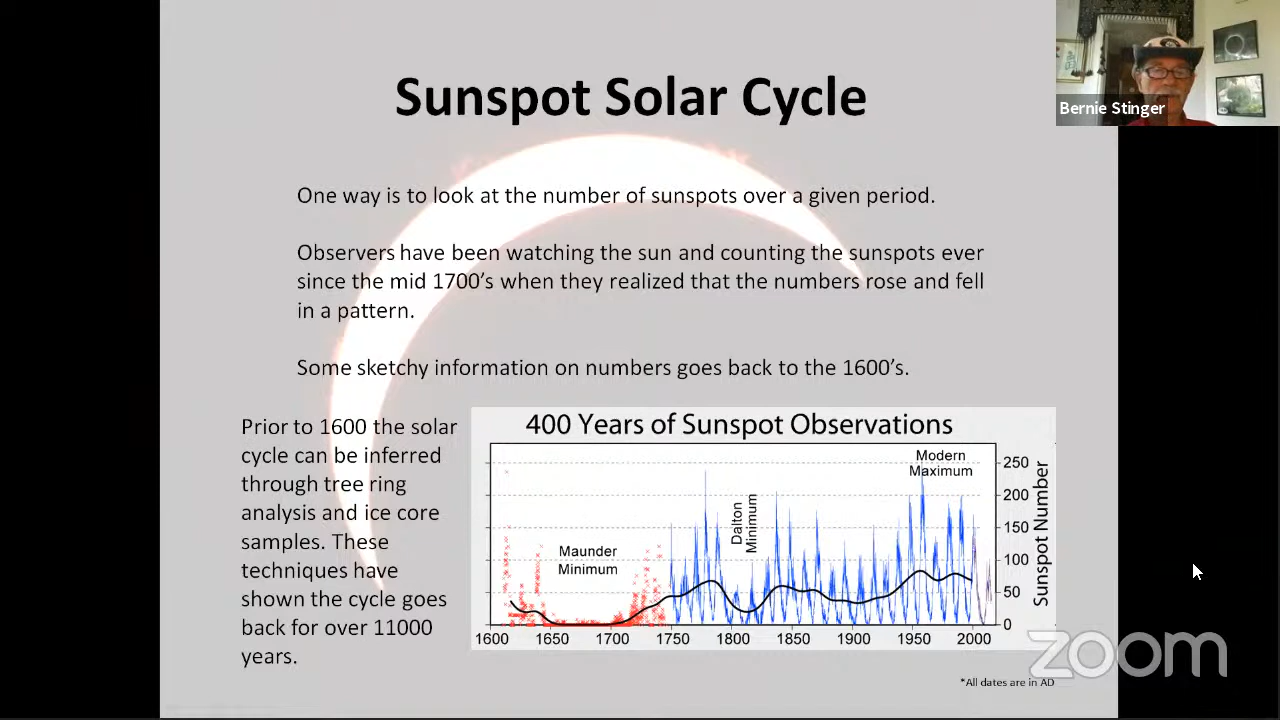 Sunspot Solar Cycle
Bernie Stinger
One way is to look at the number of sunspots over a given period.
Observers have been watching the sun and counting the sunspots ever
since the mid 1700's when they realized that the numbers rose and fell
in a pattern.
Some sketchy information on numbers goes back to the 1600's.
Prior to 1600 the solar
cycle can be inferred
through tree ring
analysis and ice core
samples. These
techniques have
shown the cycle goes
back for over 11000
years.
400 Years of Sunspot Observations
Modern
Maximum
Dalton
Minimum
Maunder
Minimum
250
200
150
100
50
0
Sunspot Number
1600 1650 1700 1750 1800 1850 1900 1950 2000
zoom
*All dates are in AD